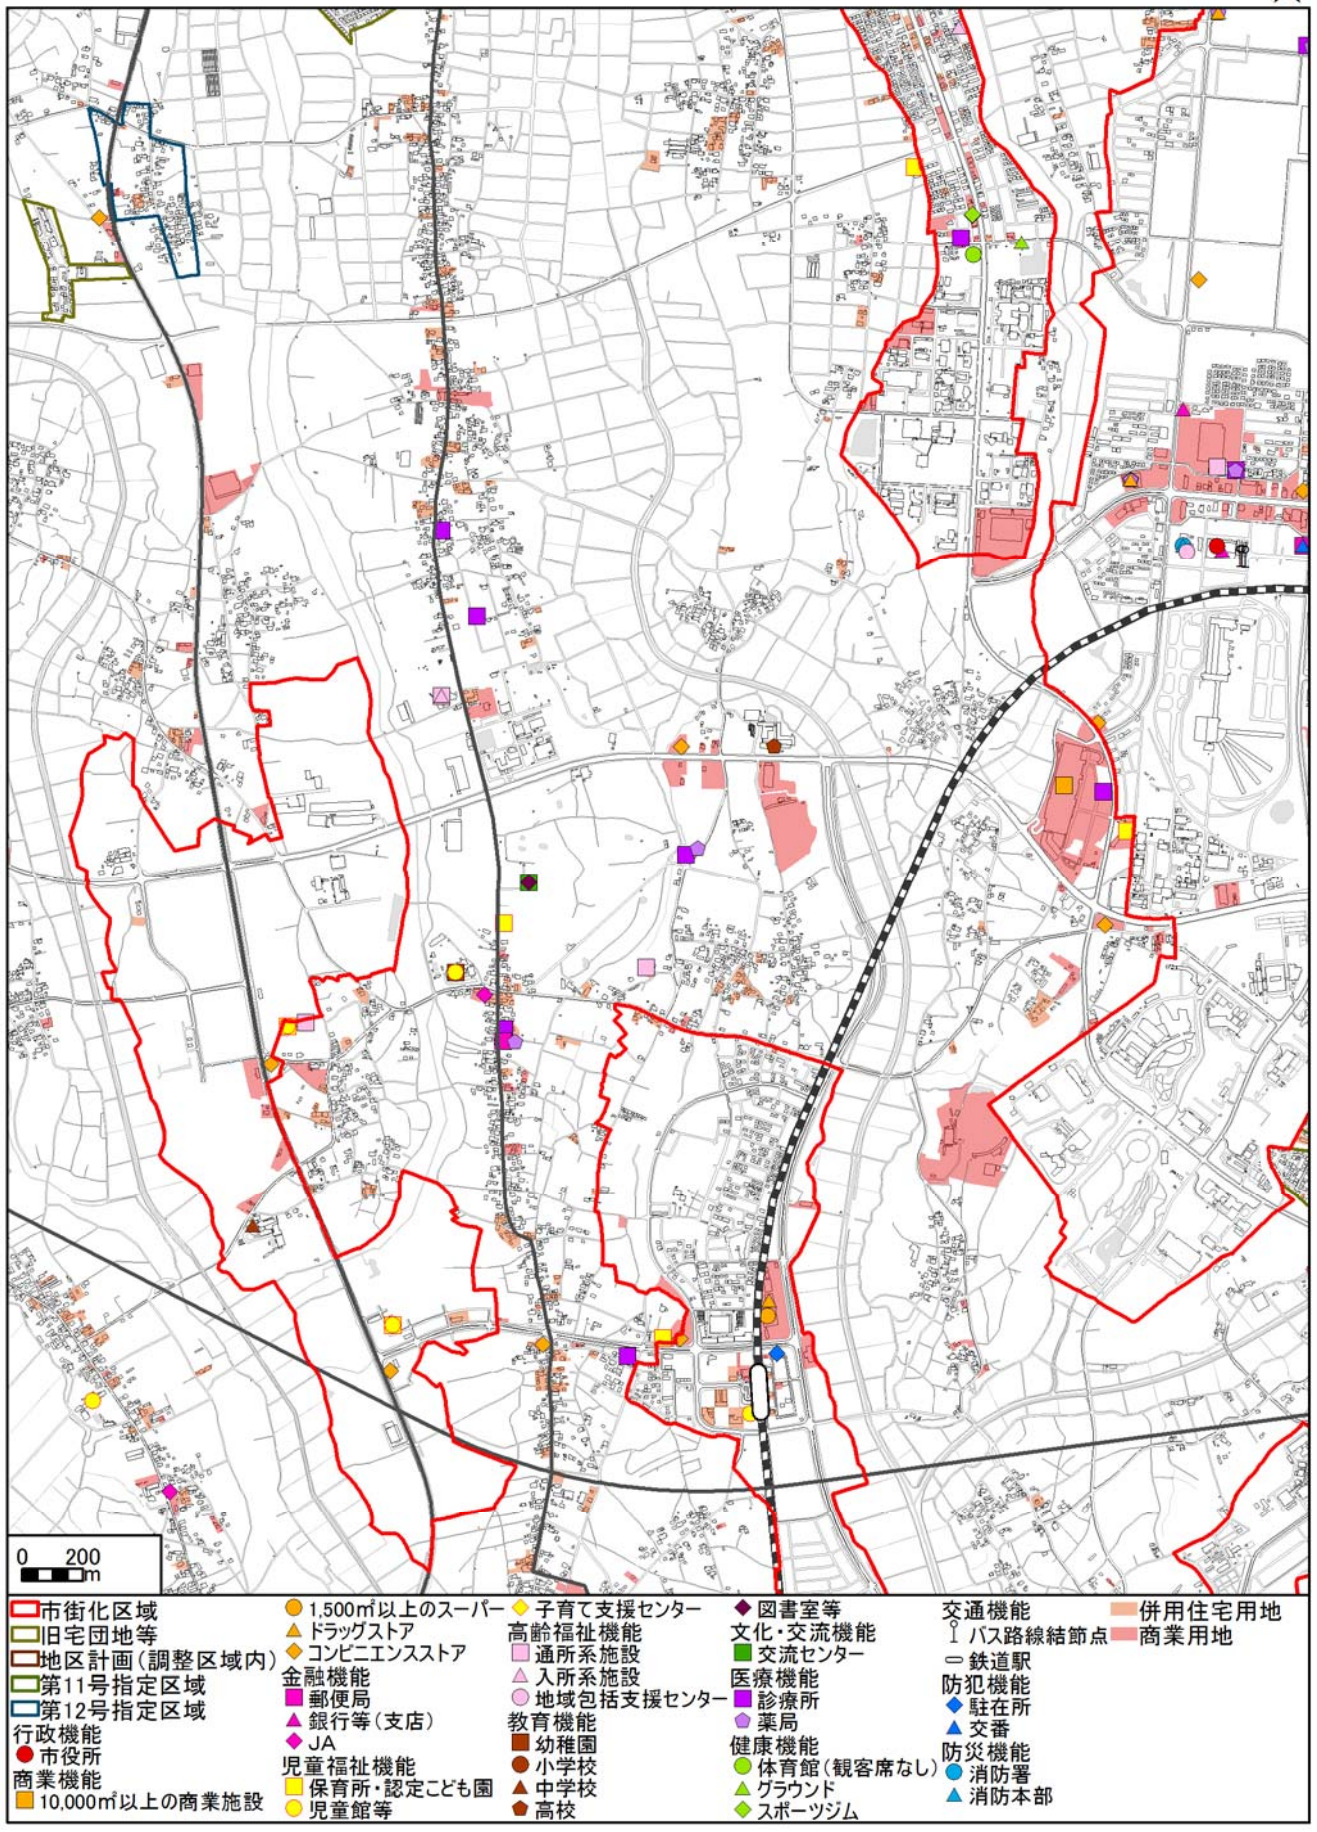 0 200
m
市街化区域
旧宅団地等
地区計画(調整区域内)
第11号指定区域
第12号指定区域
行政機能
市役所
商業機能
10,000㎡以上の商業施設
1,500㎡以上のスーパー
ドラッグストア
コンビニエンスストア
金融機能
郵便局
銀行等(支店)
JA
児童福祉機能
保育所・認定こども園
児童館等
子育て支援センター
高齢福祉機能
通所系施設
入所系施設
地域包括支援センター
教育機能
幼稚園
小学校
中学校
高校
図書室等
文化・交流機能
交流センター
医療機能
診療所
薬局
健康機能
体育館(観客席なし)
グラウンド
スポーツジム
交通機能
バス路線結節点
鉄道駅
防犯機能
駐在所
交番
防災機能
消防署
消防本部
併用住宅用地
商業用地